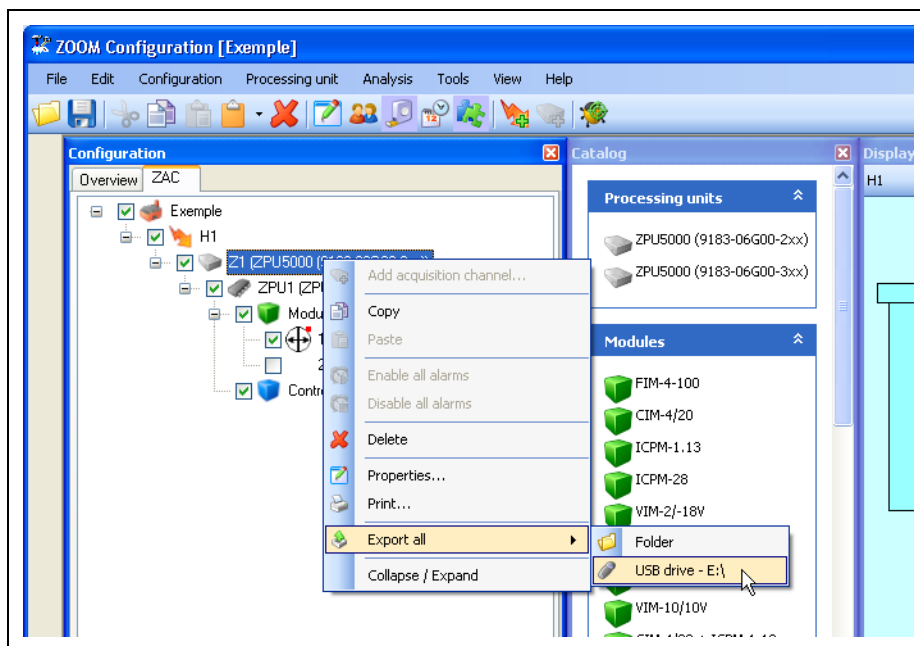 ZOOM Configuration [Exemple]
File Edit Configuration Processing unit Analysis Tools View Help
12
Configuration
Overview ZAC
Exemple
H1
Z1 (ZPU5000
ZPU1
Add acquisition channel...
Copy
Paste
Enable all alarms
Disable all alarms
Delete
Properties...
Print...
Export all
Collapse / Expand
Folder
USB drive - E:\
Catalog
Processing units
ZPU5000 (9183-06G00-2xx)
ZPU5000 (9183-06G00-3xx)
Modules
FIM-4-100
CIM-4/20
ICPM-1.13
ICPM-28
VIM-2/-18V
VIM-10/10V
Display
H1